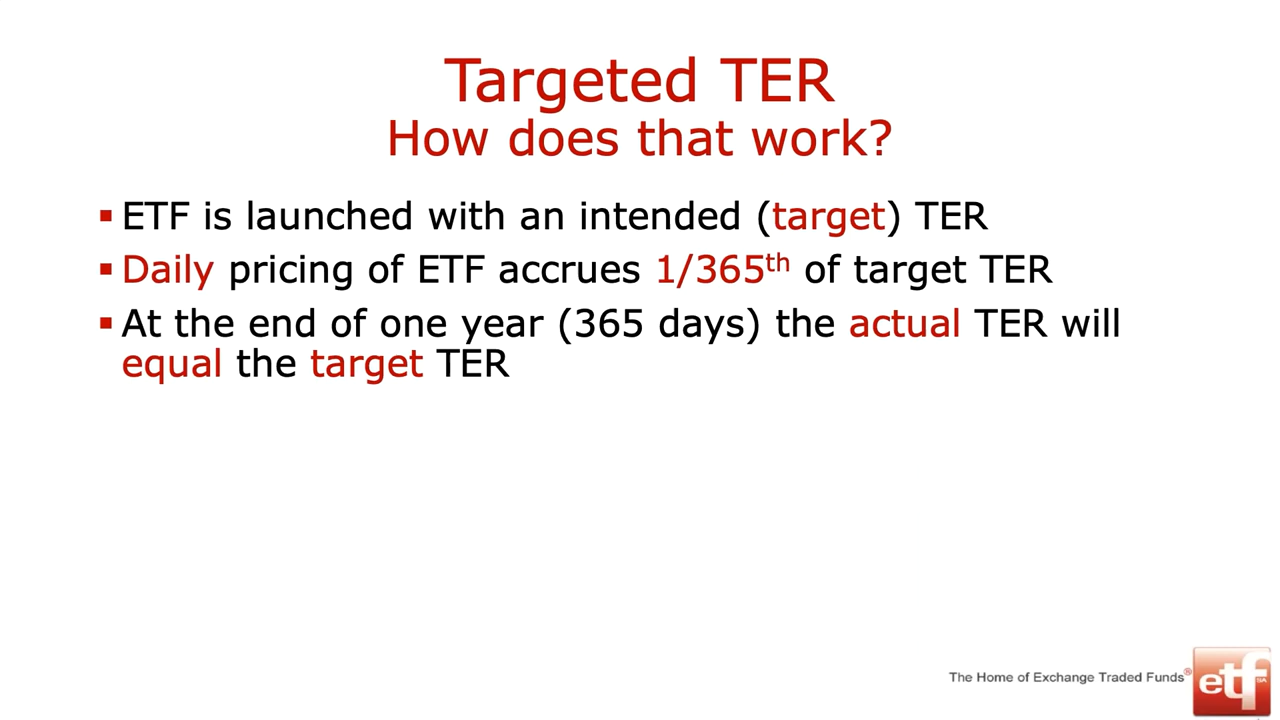 Targeted TER
How does that work?
▪ ETF is launched with an intended (target) TER
▪ Daily pricing of ETF accrues 1/365th of target TER
▪ At the end of one year (365 days) the actual TER will
equal the target TER
The Home of Exchange Traded Funds®
etf
SA